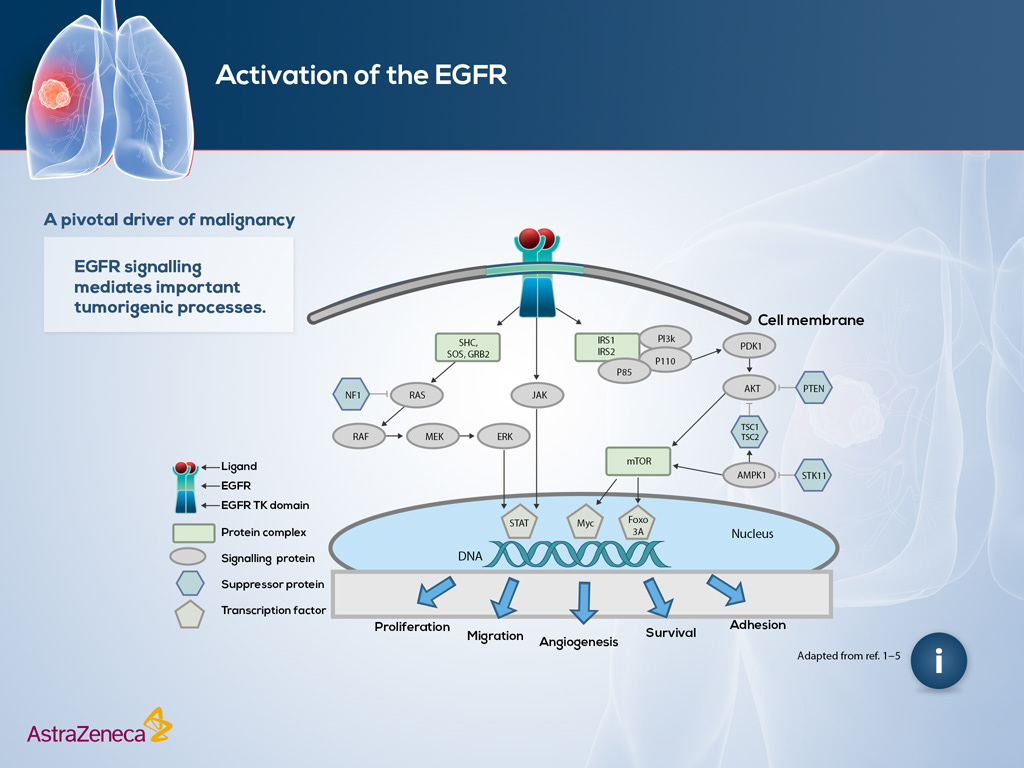 Activation of the EGFR
A pivotal driver of malignancy
EGFR signalling
mediates important
tumorigenic processes.
Cell membrane
SHC,
SOS, GRB2
IRS1
IRS2
PI3k
P110
P85
PDK1
NF1
RAS
JAK
AKT
PTEN
RAF
MEK
ERK
TSC1
TSC2
mTOR
AMPK1
STK11
Ligand
EGFR
EGFR TK domain
Protein complex
Signalling protein
Suppressor protein
Transcription factor
STAT
Myc
Foxo
3A
Nucleus
DNA
Proliferation
Migration
Angiogenesis
Survival
Adhesion
Adapted from ref. 1–5
i
AstraZeneca